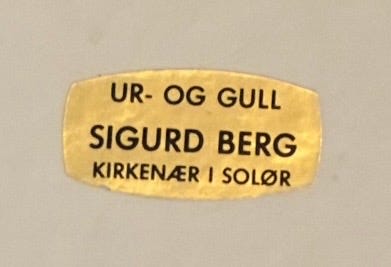 UR- OG GULL
SIGURD BERG
KIRKENÆR I SOLØR